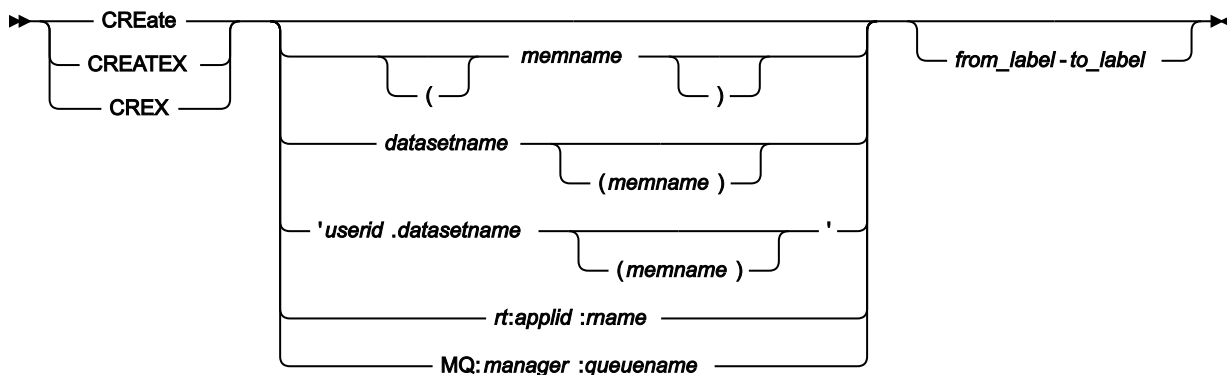 CREate
CREATEX
CREX
( memname )
from_label - to_label
datasetname (memname )
'userid .datasetname (memname ) '
rt:applid :rname
MQ:manager :queuename